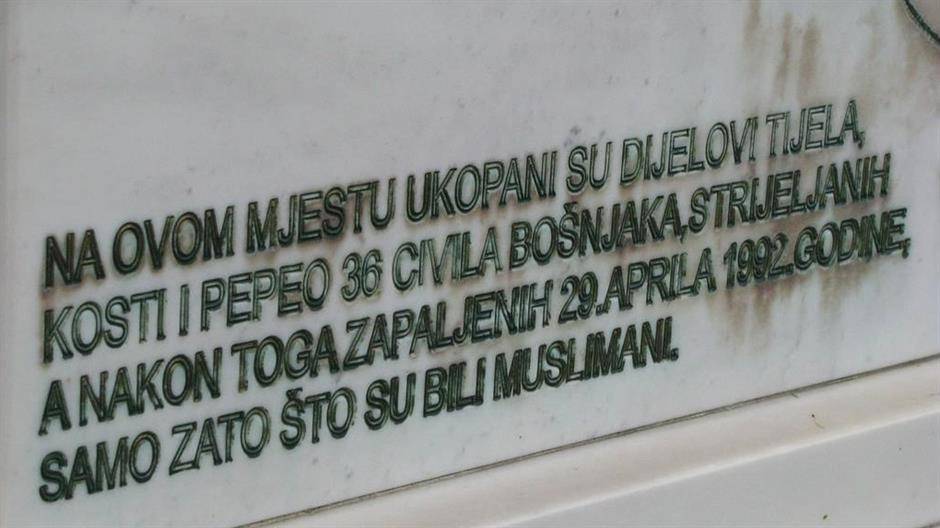 NA OVOM MJESTU UKOPANI SU DIJELOVI TIJELA,
KOSTI I PEPEO 36 CIVILA BOŠNJAKA, STRIJELJANIH
A NAKON TOGA ZAPALJENIH 29.APRILA 1992.GODINE,
SAMO ZATO ŠTO SU BILI MUSLIMANI.